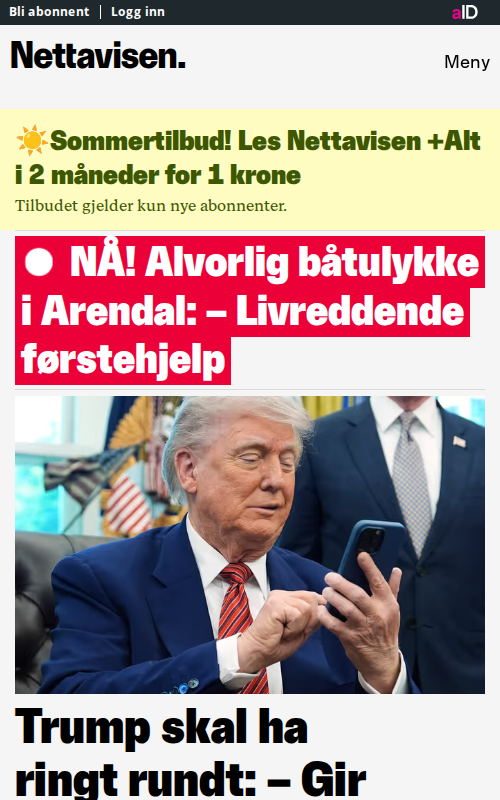 Bli abonnent | Logg inn
aID
Nettavisen.
Meny
☀️Sommertilbud! Les Nettavisen +Alt
i 2 måneder for 1 krone
Tilbudet gjelder kun nye abonnenter.
NÅ! Alvorlig båtulykke
i Arendal: – Livreddende
førstehjelp
Trump skal ha
ringt rundt: – Gir